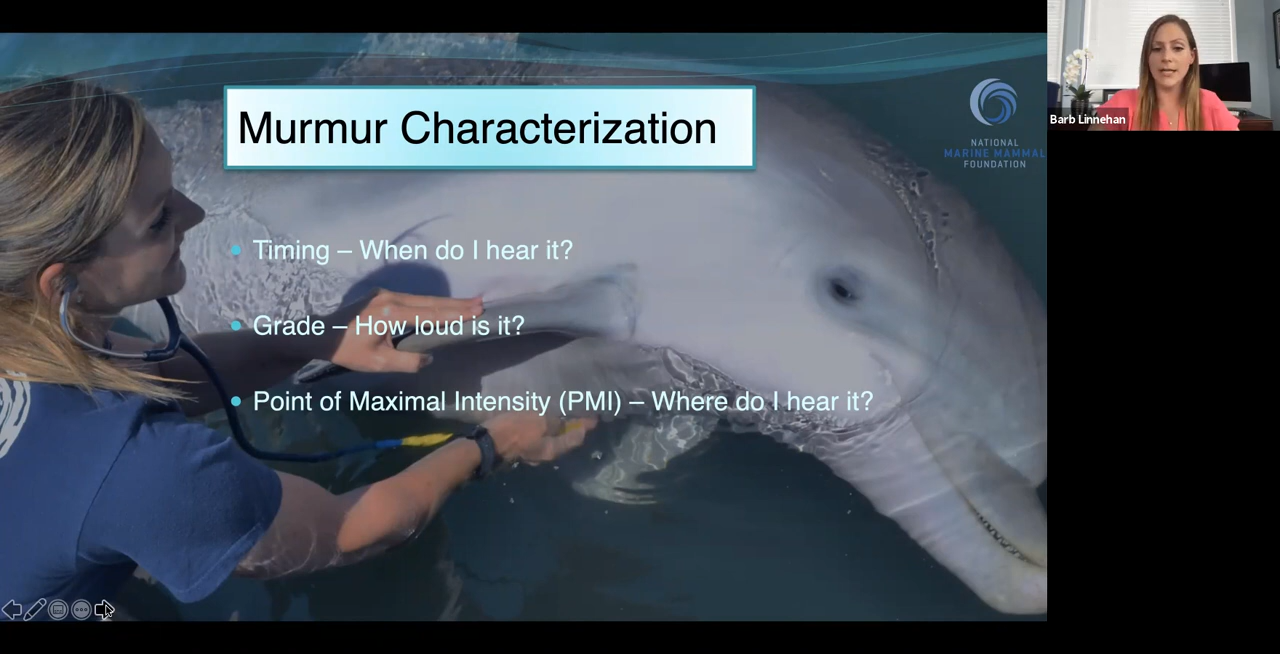 Murmur Characterization
NATIONAL
MARINE MAMMAL
FOUNDATION
Timing – When do I hear it?
Grade – How loud is it?
Point of Maximal Intensity (PMI) – Where do I hear it?
Barb Linnehan